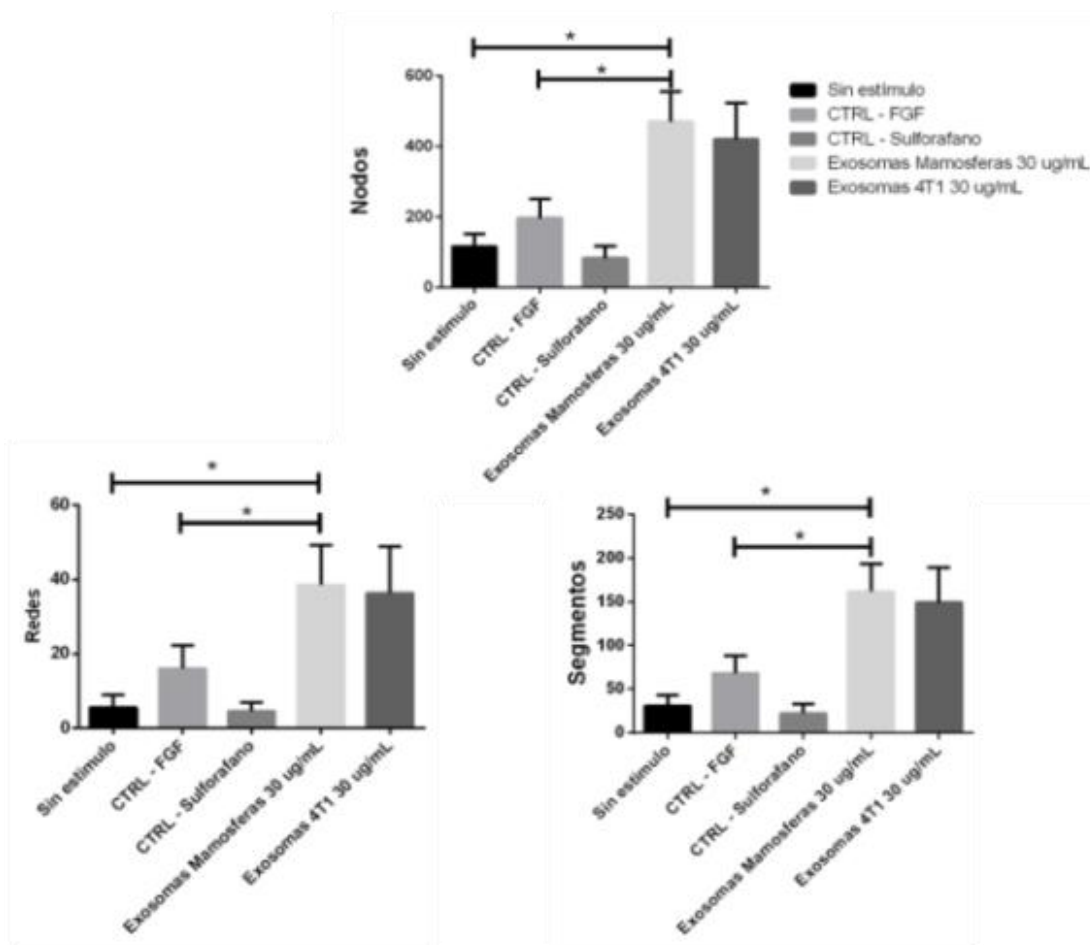 *
*
600
400
200
0
Nodos
Sin estímulo
CTRL - FGF
CTRL - Sulforafano
Exosomas Mamosferas 30 ug/mL
Exosomas 4T1 30 ug/mL
Sin estímulo
CTRL - FGF
CTRL - Sulforafano
Exosomas Mamosferas 30 ug/mL
Exosomas 4T1 30 ug/mL
*
*
60
40
20
0
Redes
Sin estímulo
CTRL - FGF
CTRL - Sulforafano
Exosomas Mamosferas 30 ug/mL
Exosomas 4T1 30 ug/mL
*
*
250
200
150
100
50
0
Segmentos
Sin estímulo
CTRL - FGF
CTRL - Sulforafano
Exosomas Mamosferas 30 ug/mL
Exosomas 4T1 30 ug/mL